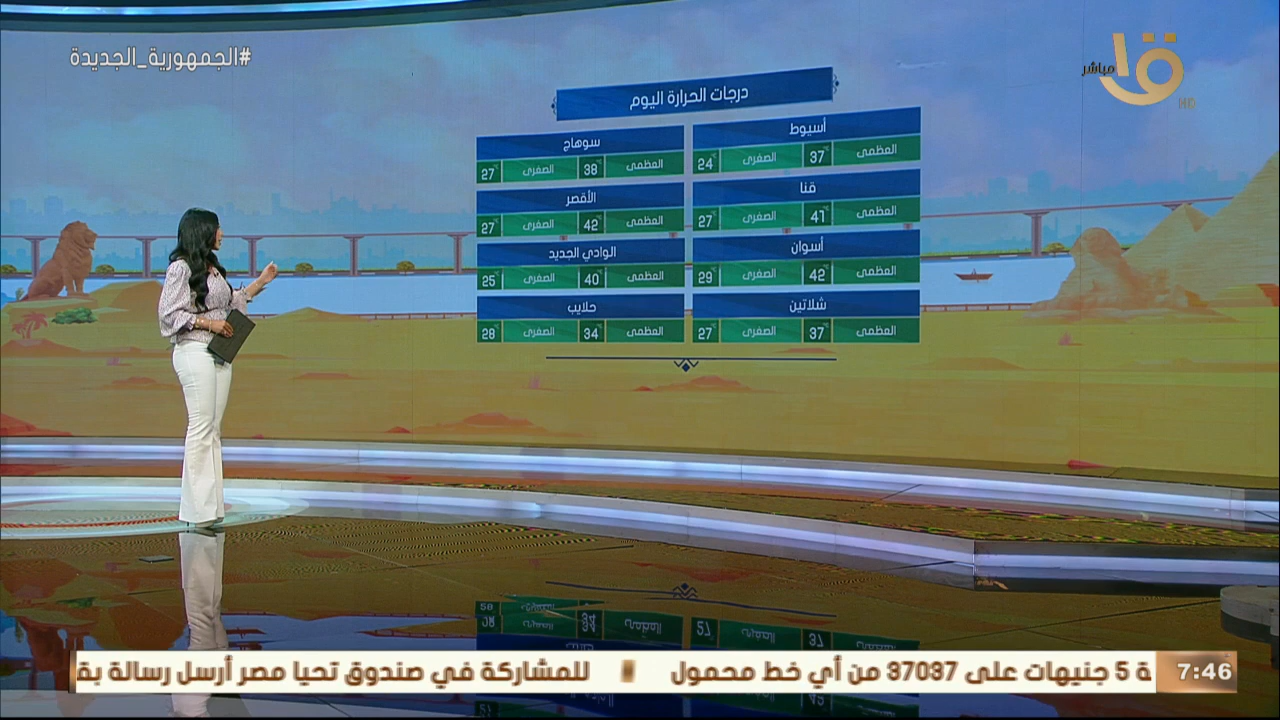 #الجمهورية_الجديدة
مباشر
HD
درجات الحرارة اليوم
أسيوط
العظمى 37° الصغرى 24°
سوهاج
العظمى 38° الصغرى 27°
قنا
العظمى 41° الصغرى 27°
الأقصر
العظمى 42° الصغرى 27°
أسوان
العظمى 42° الصغرى 29°
الوادي الجديد
العظمى 40° الصغرى 25°
شلاتين
العظمى 37° الصغرى 27°
حلايب
العظمى 34° الصغرى 28°
7:46
ة 5 جنيهات على 37037 من أي خط محمول
للمشاركة في صندوق تحيا مصر أرسل رسالة بق